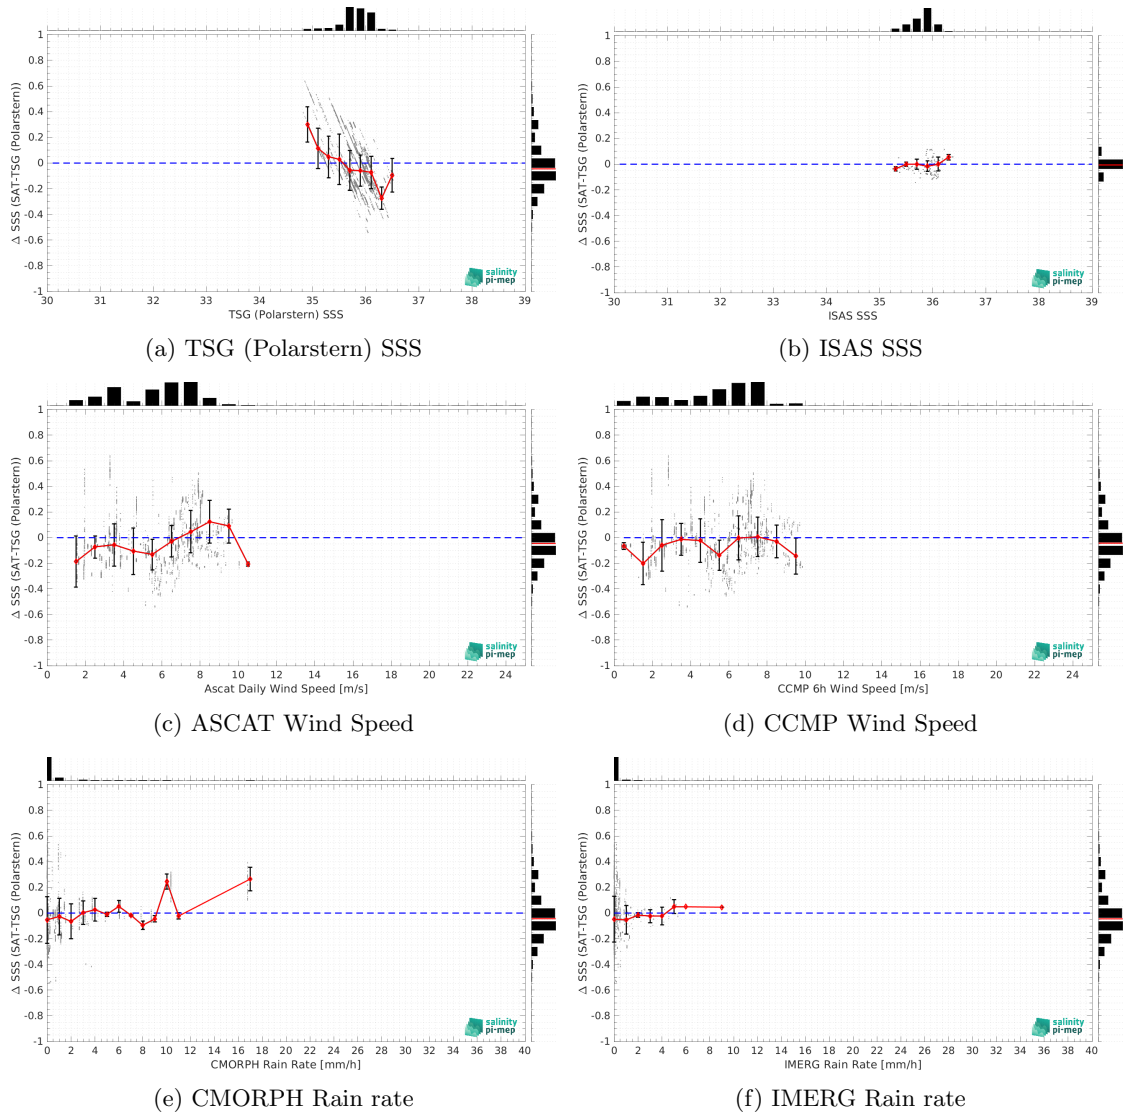 1
0.8
0.6
0.4
0.2
0
-0.2
-0.4
-0.6
-0.8
-1
Δ SSS (SAT-TSG (Polarstern))
salinity
pi-mep
30 31 32 33 34 35 36 37 38 39
TSG (Polarstern) SSS
(a) TSG (Polarstern) SSS
1
0.8
0.6
0.4
0.2
0
-0.2
-0.4
-0.6
-0.8
-1
Δ SSS (SAT-TSG (Polarstern))
salinity
pi-mep
30 31 32 33 34 35 36 37 38 39
ISAS SSS
(b) ISAS SSS
1
0.8
0.6
0.4
0.2
0
-0.2
-0.4
-0.6
-0.8
-1
Δ SSS (SAT-TSG (Polarstern))
salinity
pi-mep
0 2 4 6 8 10 12 14 16 18 20 22 24
Ascat Daily Wind Speed [m/s]
(c) ASCAT Wind Speed
1
0.8
0.6
0.4
0.2
0
-0.2
-0.4
-0.6
-0.8
-1
Δ SSS (SAT-TSG (Polarstern))
salinity
pi-mep
0 2 4 6 8 10 12 14 16 18 20 22 24
CCMP 6h Wind Speed [m/s]
(d) CCMP Wind Speed
1
0.8
0.6
0.4
0.2
0
-0.2
-0.4
-0.6
-0.8
-1
Δ SSS (SAT-TSG (Polarstern))
salinity
pi-mep
0 2 4 6 8 10 12 14 16 18 20 22 24 26 28 30 32 34 36 38 40
CMORPH Rain Rate [mm/h]
(e) CMORPH Rain rate
1
0.8
0.6
0.4
0.2
0
-0.2
-0.4
-0.6
-0.8
-1
Δ SSS (SAT-TSG (Polarstern))
salinity
pi-mep
0 2 4 6 8 10 12 14 16 18 20 22 24 26 28 30 32 34 36 38 40
IMERG Rain Rate [mm/h]
(f) IMERG Rain rate